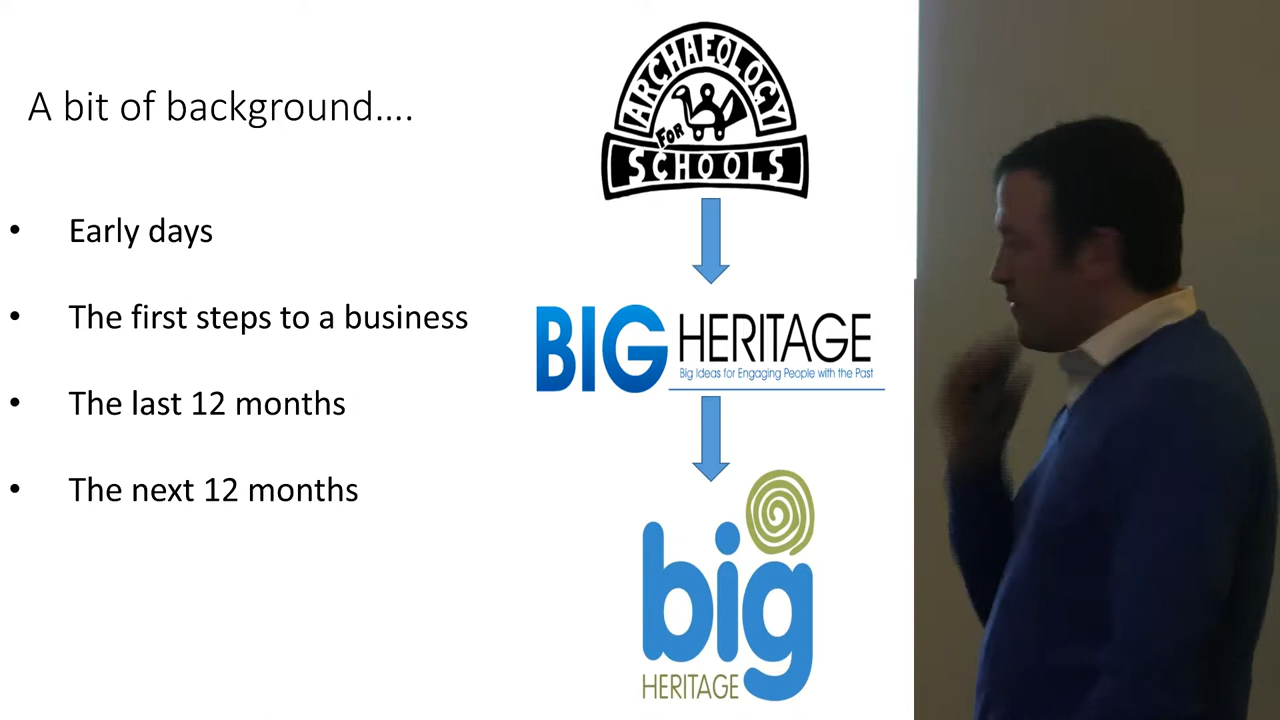 A bit of background....
• Early days
• The first steps to a business
• The last 12 months
• The next 12 months
ARCHAEOLOGY
FOR
SCHOOLS
BIG HERITAGE
Big Ideas for Engaging People with the Past
big
HERITAGE